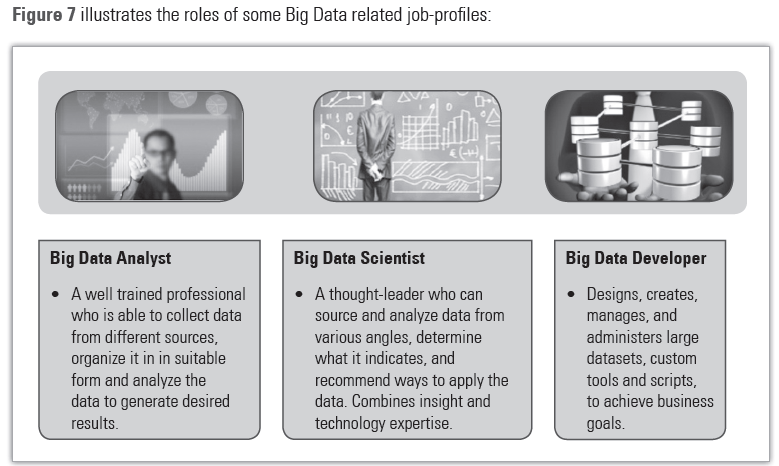 Figure 7 illustrates the roles of some Big Data related job-profiles:
Big Data Analyst
• A well trained professional
who is able to collect data
from different sources,
organize it in in suitable
form and analyze the
data to generate desired
results.
Big Data Scientist
• A thought-leader who can
source and analyze data from
various angles, determine
what it indicates, and
recommend ways to apply the
data. Combines insight and
technology expertise.
Big Data Developer
• Designs, creates,
manages, and
administers large
datasets, custom
tools and scripts,
to achieve business
goals.